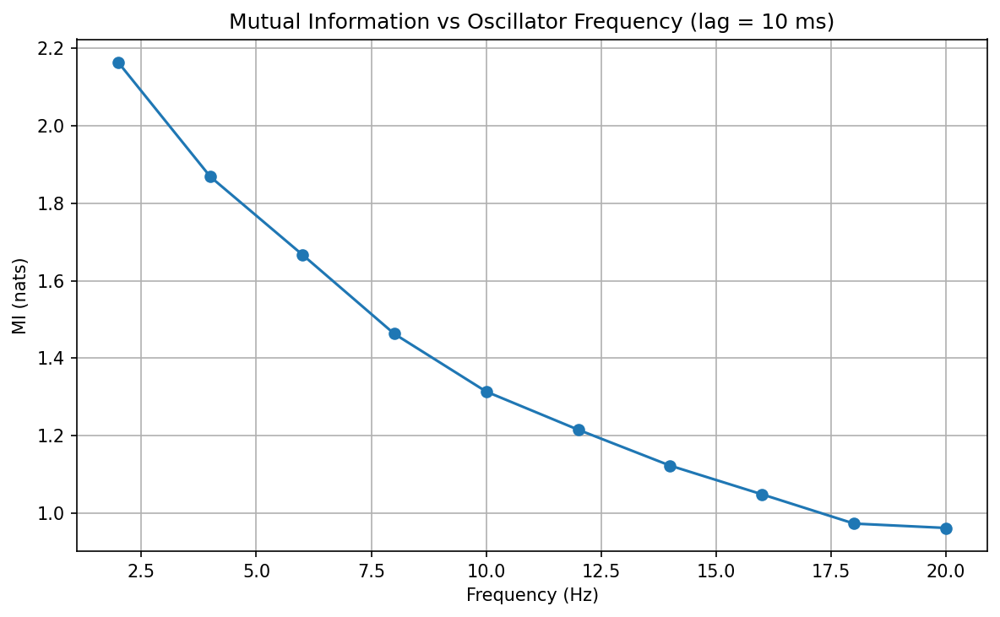 Mutual Information vs Oscillator Frequency (lag = 10 ms)
2.2
2.0
1.8
1.6
1.4
1.2
1.0
MI (nats)
2.5 5.0 7.5 10.0 12.5 15.0 17.5 20.0
Frequency (Hz)